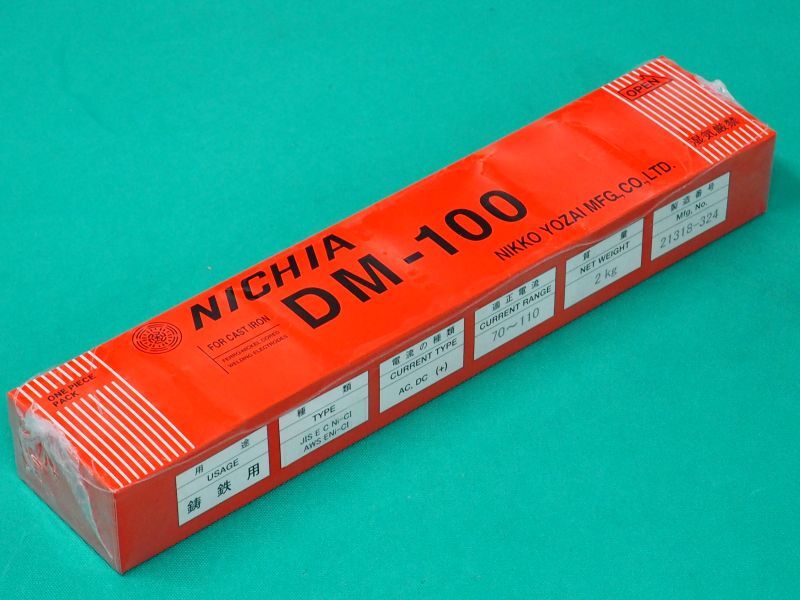 OPEN
湿気厳禁
NICHIA
DM-100
NIKKO YOZAI MFG.,CO.,LTD.
FOR CAST IRON
WELDING ELECTRODES
ONE PIECE
PACK
用途
USAGE
鋳鉄用
種類
TYPE
JIS E C Ni-CI
AWS ENi-CI
電流の種類
CURRENT TYPE
AC. DC (+)
適正電流
CURRENT RANGE
70～110
質量
NET WEIGHT
2kg
製造番号
Mfg. No.
21318-324